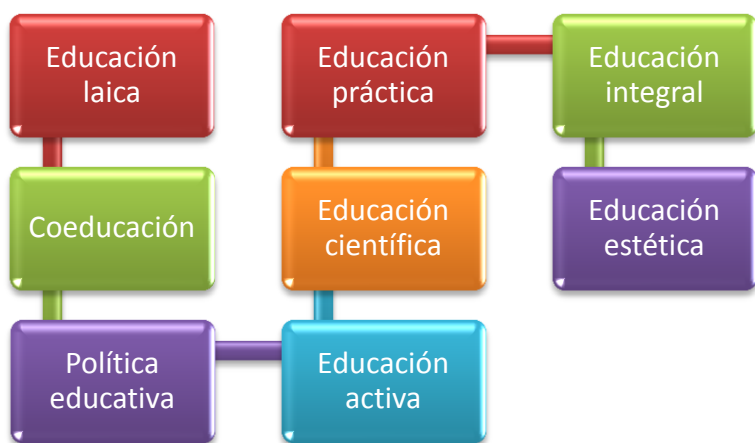 Educación
laica
Coeducación
Política
educativa
Educación
activa
Educación
científica
Educación
práctica
Educación
integral
Educación
estética